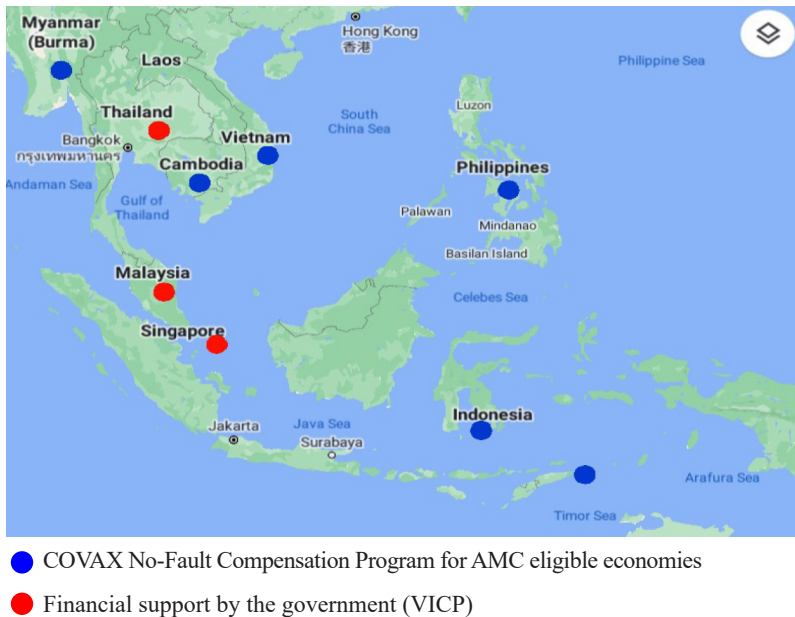 Myanmar
(Burma)
Hong Kong
香港
Laos
Philippine Sea
Thailand
Luzon
South
China Sea
Bangkok
กรุงเทพมหานคร
Vietnam
Cambodia
Philippines
Andaman Sea
Gulf of
Thailand
Palawan
Mindanao
Basilan Island
Malaysia
Celebes Sea
Singapore
Indonesia
Jakarta
Java Sea
Surabaya
Arafura Sea
Timor Sea
COVAX No-Fault Compensation Program for AMC eligible economies
Financial support by the government (VICP)